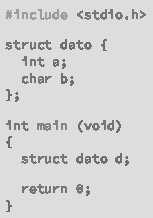 #include <stdio.h>
struct dato {
int a;
char b;
};
int main (void)
{
struct dato d;
return 0;
}